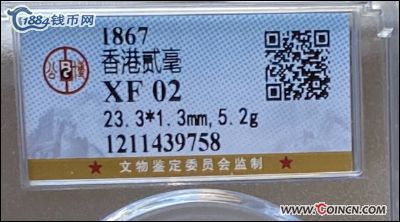 1884钱币网
1867
香港贰毫
XF 02
23.3*1.3mm,5.2g
1211439758
★ 文物鉴定委员会监制 ★
www.COINCN.COM